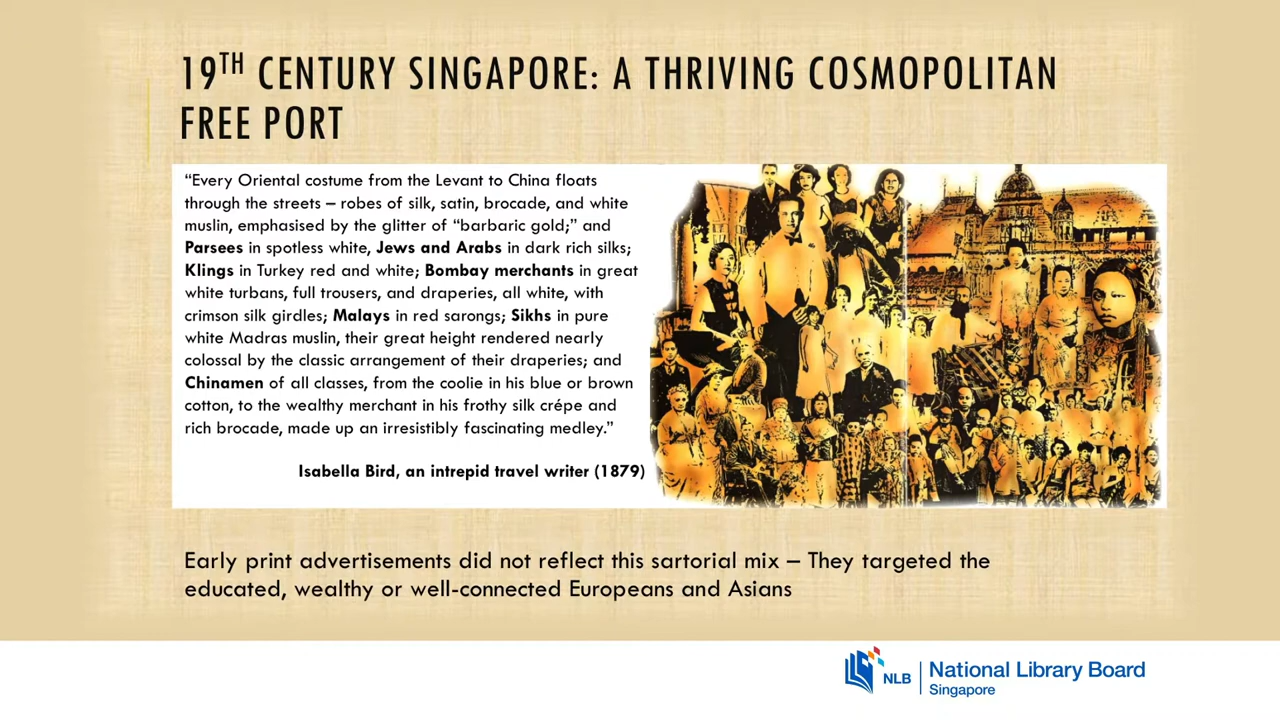 19TH CENTURY SINGAPORE: A THRIVING COSMOPOLITAN
FREE PORT
“Every Oriental costume from the Levant to China floats
through the streets – robes of silk, satin, brocade, and white
muslin, emphasised by the glitter of “barbaric gold;” and
Parsees in spotless white, Jews and Arabs in dark rich silks;
Klings in Turkey red and white; Bombay merchants in great
white turbans, full trousers, and draperies, all white, with
crimson silk girdles; Malays in red sarongs; Sikhs in pure
white Madras muslin, their great height rendered nearly
colossal by the classic arrangement of their draperies; and
Chinamen of all classes, from the coolie in his blue or brown
cotton, to the wealthy merchant in his frothy silk crépe and
rich brocade, made up an irresistibly fascinating medley.”
Isabella Bird, an intrepid travel writer (1879)
Early print advertisements did not reflect this sartorial mix – They targeted the
educated, wealthy or well-connected Europeans and Asians
NLB
National Library Board
Singapore